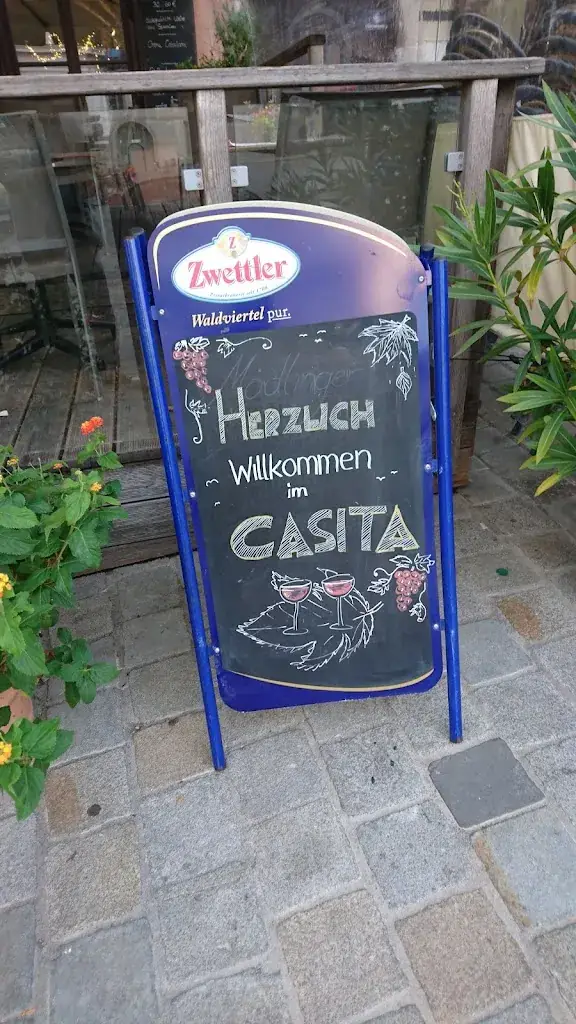 Zwettler
Waldviertel pur.
Mödlinger
HERZLICH
Willkommen
im
CASITA